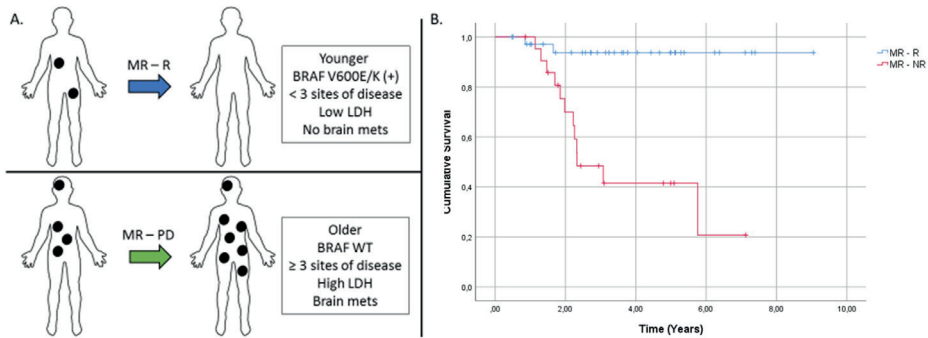 A.
MR – R
Younger
BRAF V600E/K (+)
< 3 sites of disease
Low LDH
No brain mets
MR – PD
Older
BRAF WT
≥ 3 sites of disease
High LDH
Brain mets
B.
1,0
0,8
0,6
0,4
0,2
0,0
Cumulative Survival
,00
2,00
4,00
6,00
8,00
10,00
Time (Years)
MR - R
MR - NR